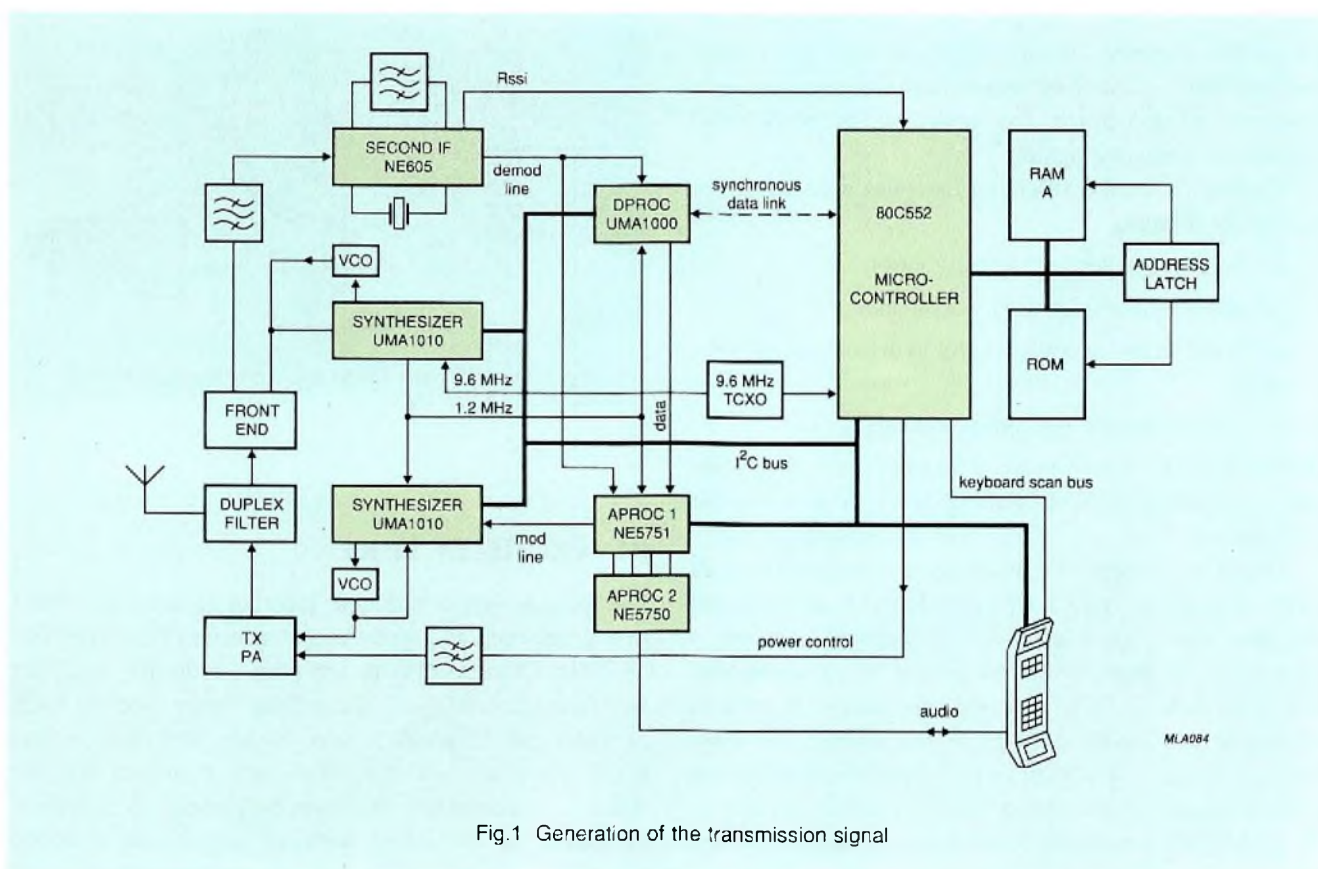 Rssi
SECOND IF
NE605
demod
line
DPROC
UMA1000
synchronous
data link
80C552
MICRO-
CONTROLLER
RAM
A
ADDRESS
LATCH
ROM
VCO
SYNTHESIZER
UMA1010
9.6 MHz
1.2 MHz
9.6 MHz
TCXO
data
FRONT
END
I²C bus
keyboard scan bus
DUPLEX
FILTER
SYNTHESIZER
UMA1010
mod
line
APROC 1
NE5751
VCO
APROC 2
NE5750
TX
PA
power control
audio
MLA084
Fig.1 Generation of the transmission signal